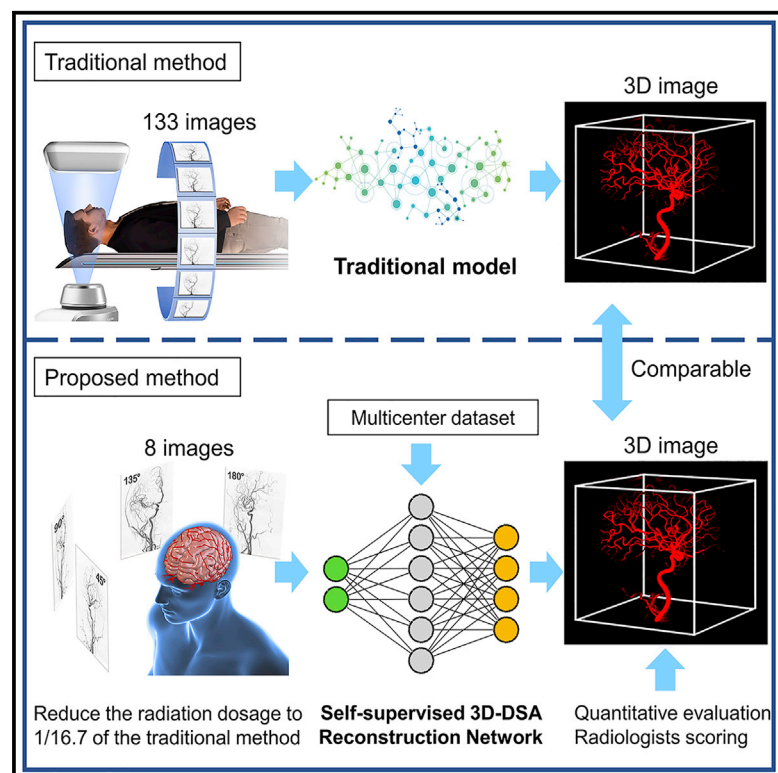 Traditional method
133 images
3D image
Traditional model
Comparable
Proposed method
8 images
Multicenter dataset
3D image
90°
45°
135°
180°
Reduce the radiation dosage to
1/16.7 of the traditional method
Self-supervised 3D-DSA
Reconstruction Network
Quantitative evaluation
Radiologists scoring